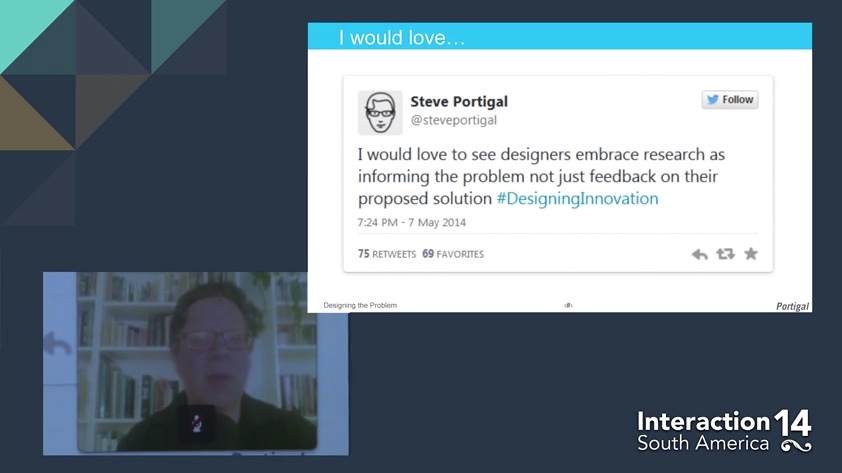 I would love…
Steve Portigal
@steveportigal
Follow
I would love to see designers embrace research as
informing the problem not just feedback on their
proposed solution #DesigningInnovation
7:24 PM - 7 May 2014
75 RETWEETS 69 FAVORITES
Designing the Problem
Portigal
Interaction 14
South America